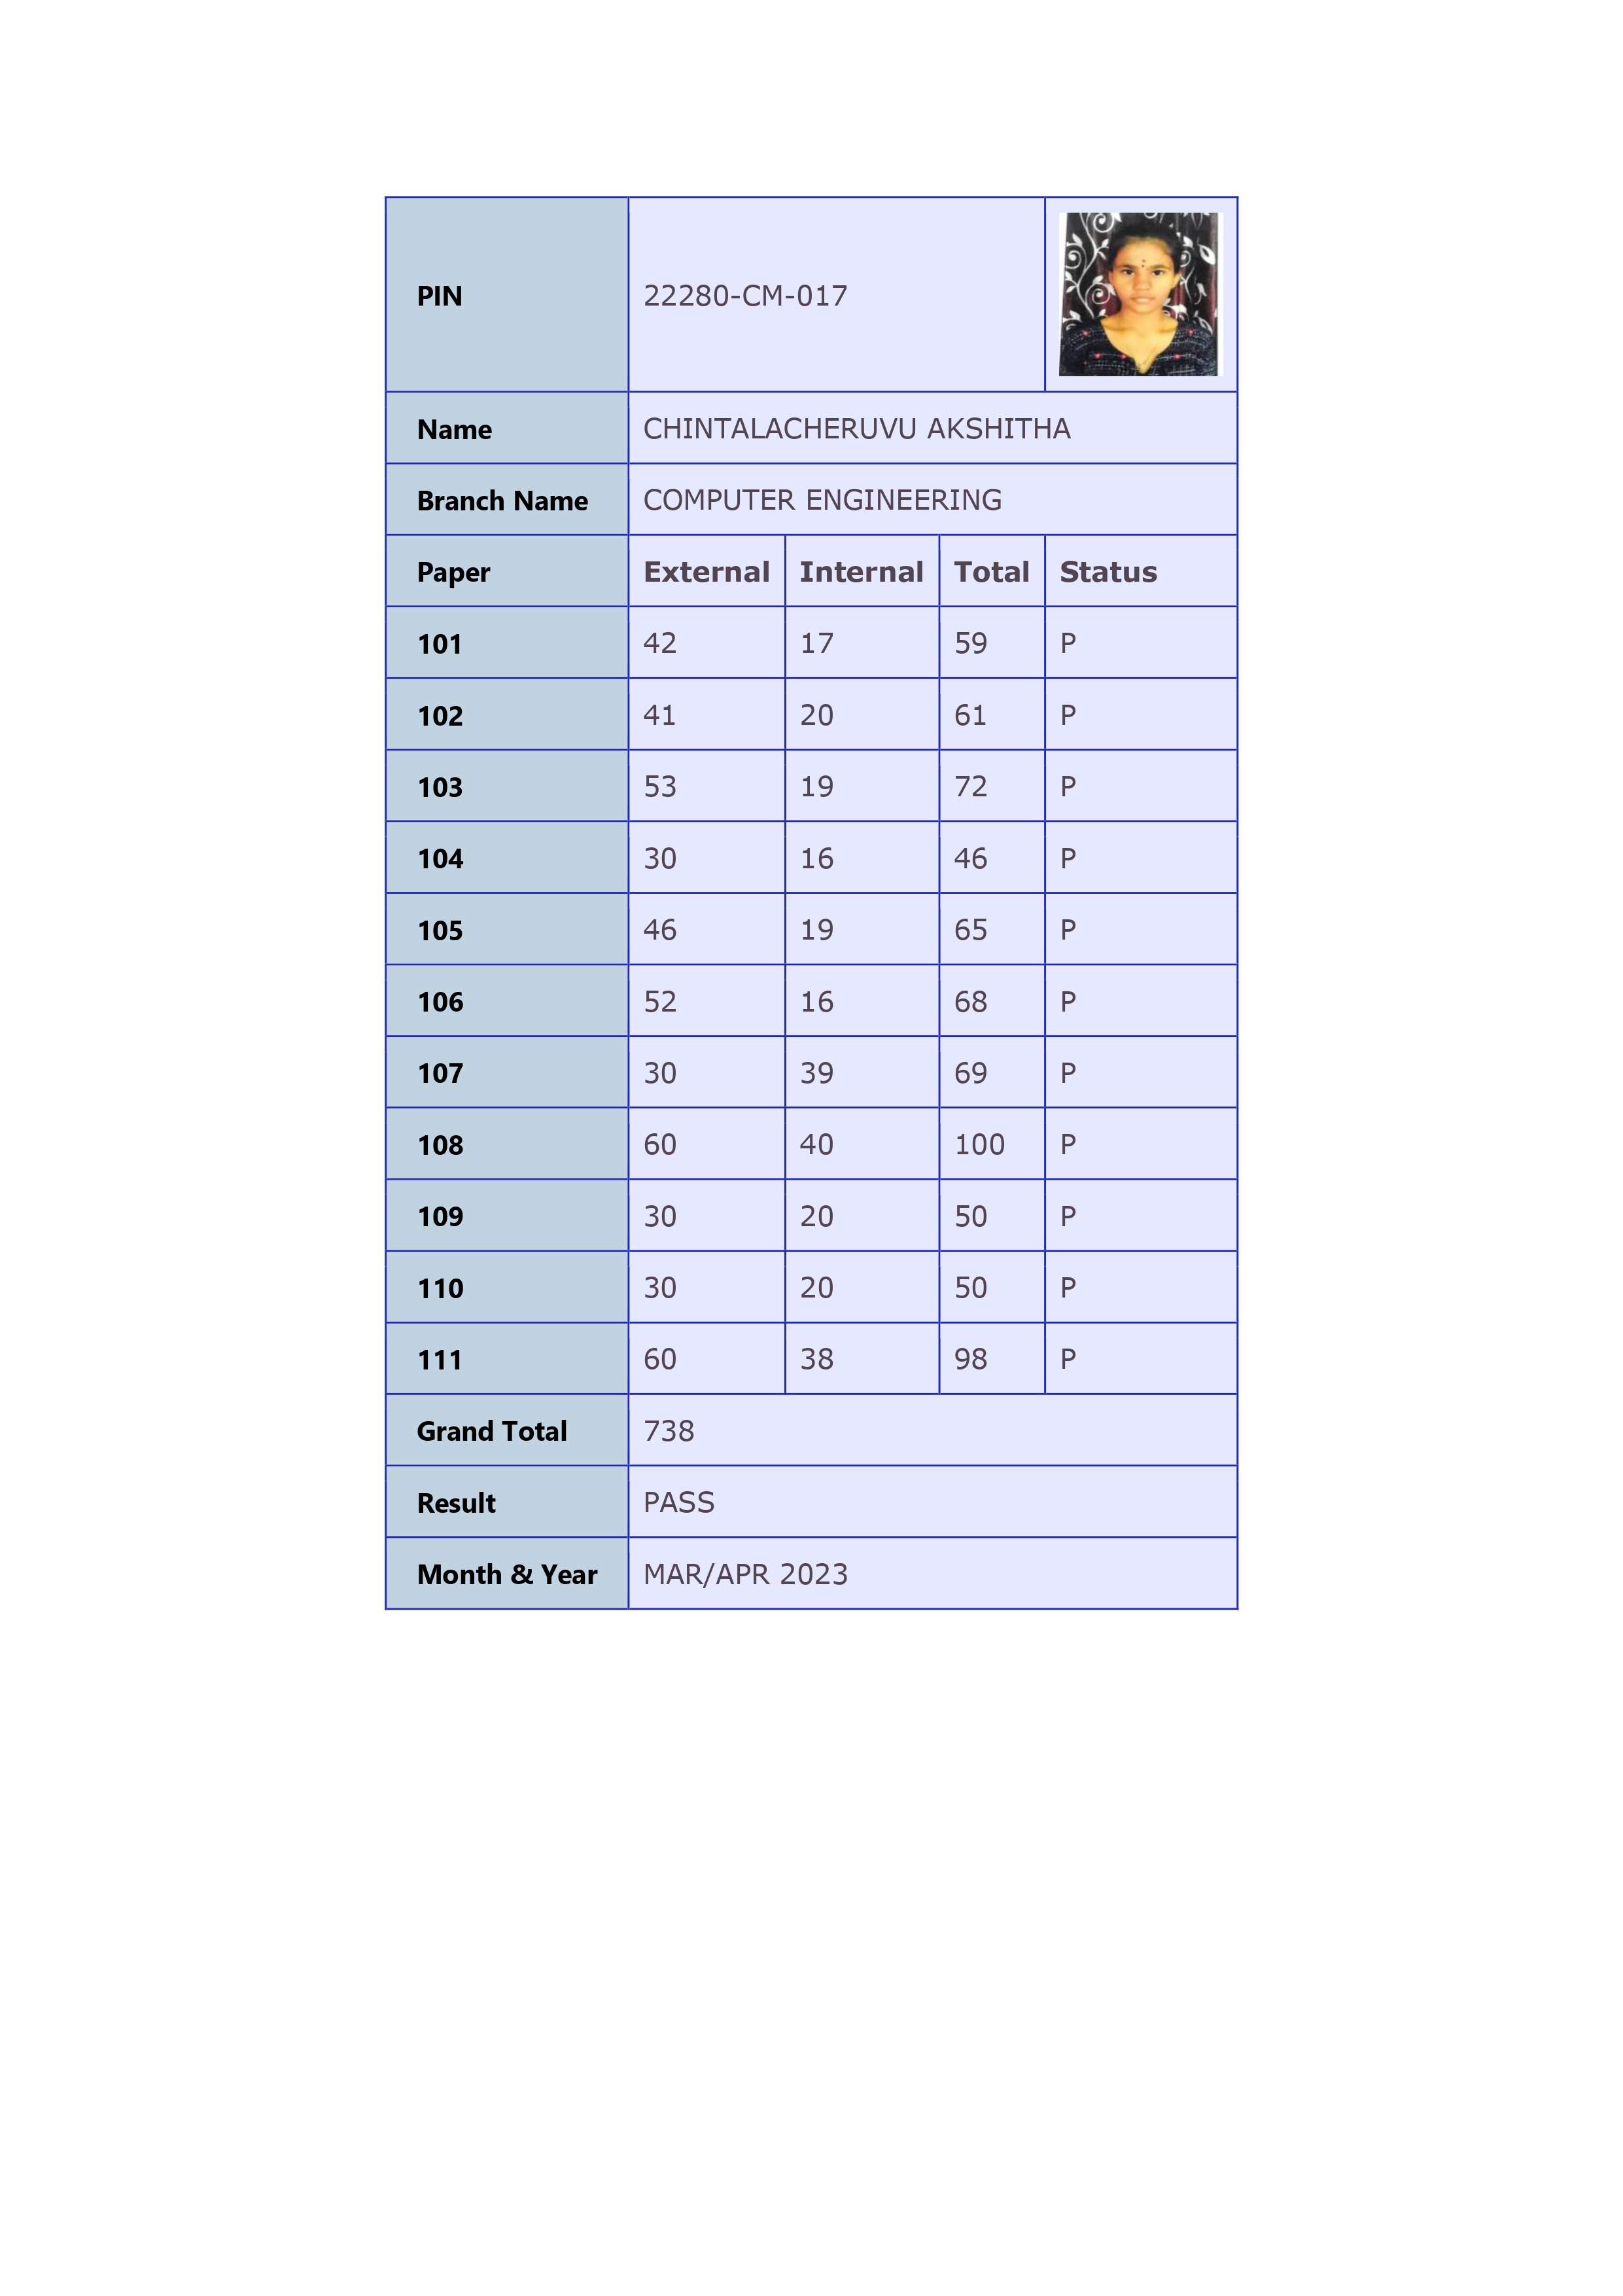 PIN 22280-CM-017
Name CHINTALACHERUVU AKSHITHA
Branch Name COMPUTER ENGINEERING
Paper External Internal Total Status
101 42 17 59 P
102 41 20 61 P
103 53 19 72 P
104 30 16 46 P
105 46 19 65 P
106 52 16 68 P
107 30 39 69 P
108 60 40 100 P
109 30 20 50 P
110 30 20 50 P
111 60 38 98 P
Grand Total 738
Result PASS
Month & Year MAR/APR 2023